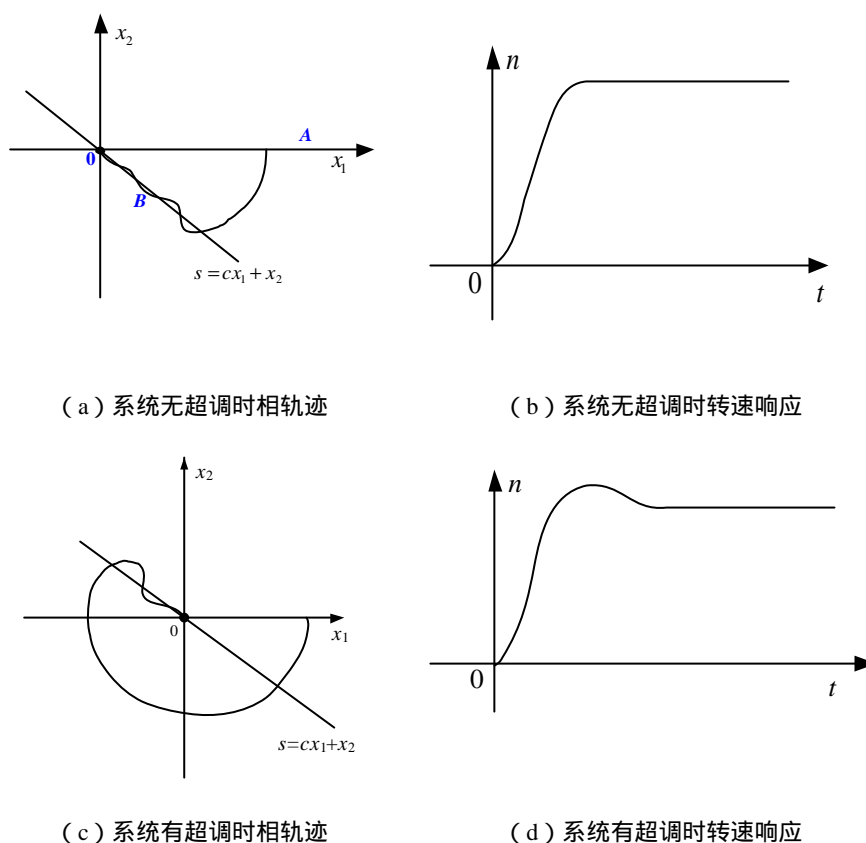 x₂
A
0
x₁
B
s = cx₁ + x₂
n
0
t
（a）系统无超调时相轨迹
（b）系统无超调时转速响应
x₂
0
x₁
s=cx₁+x₂
n
0
t
（c）系统有超调时相轨迹
（d）系统有超调时转速响应